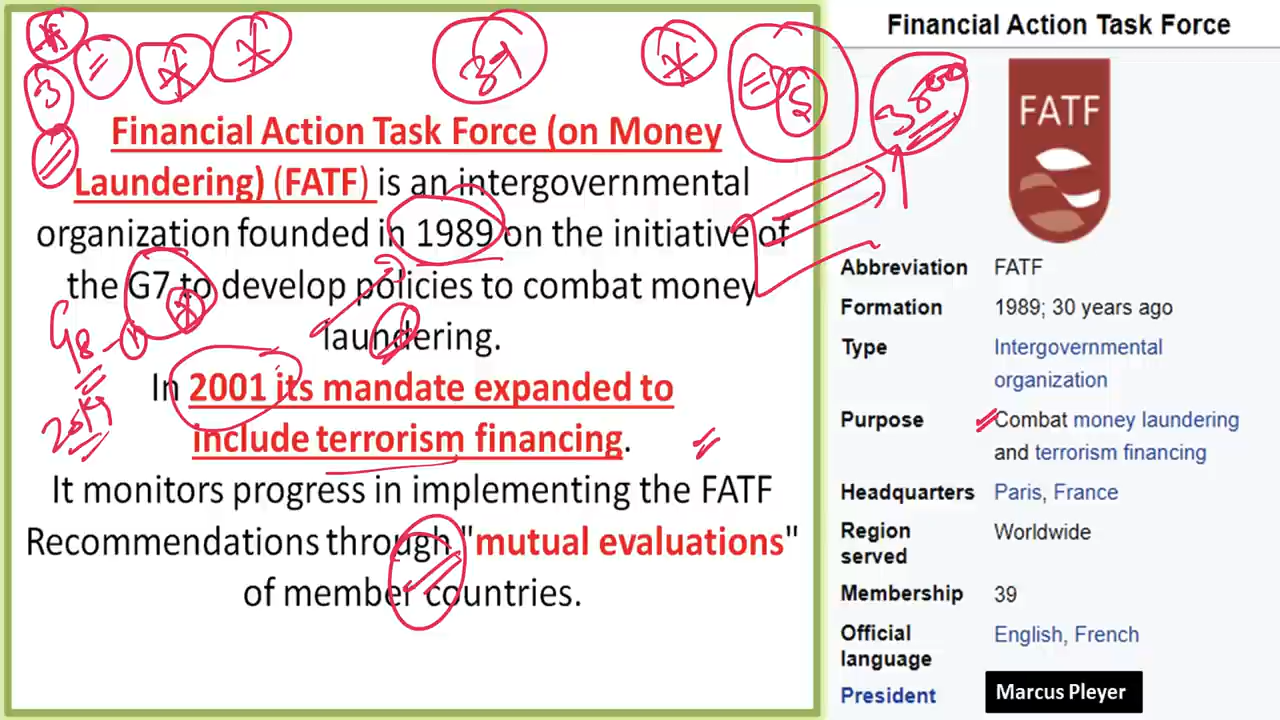 Financial Action Task Force (on Money
Laundering) (FATF) is an intergovernmental
organization founded in 1989 on the initiative of
the G7 to develop policies to combat money
laundering.
In 2001 its mandate expanded to
include terrorism financing.
It monitors progress in implementing the FATF
Recommendations through "mutual evaluations"
of member countries.
39
3
G8
Financial Action Task Force
FATF
Abbreviation FATF
Formation 1989; 30 years ago
Type Intergovernmental
organization
Purpose Combat money laundering
and terrorism financing
Headquarters Paris, France
Region
served Worldwide
Membership 39
Official
language English, French
President Marcus Pleyer